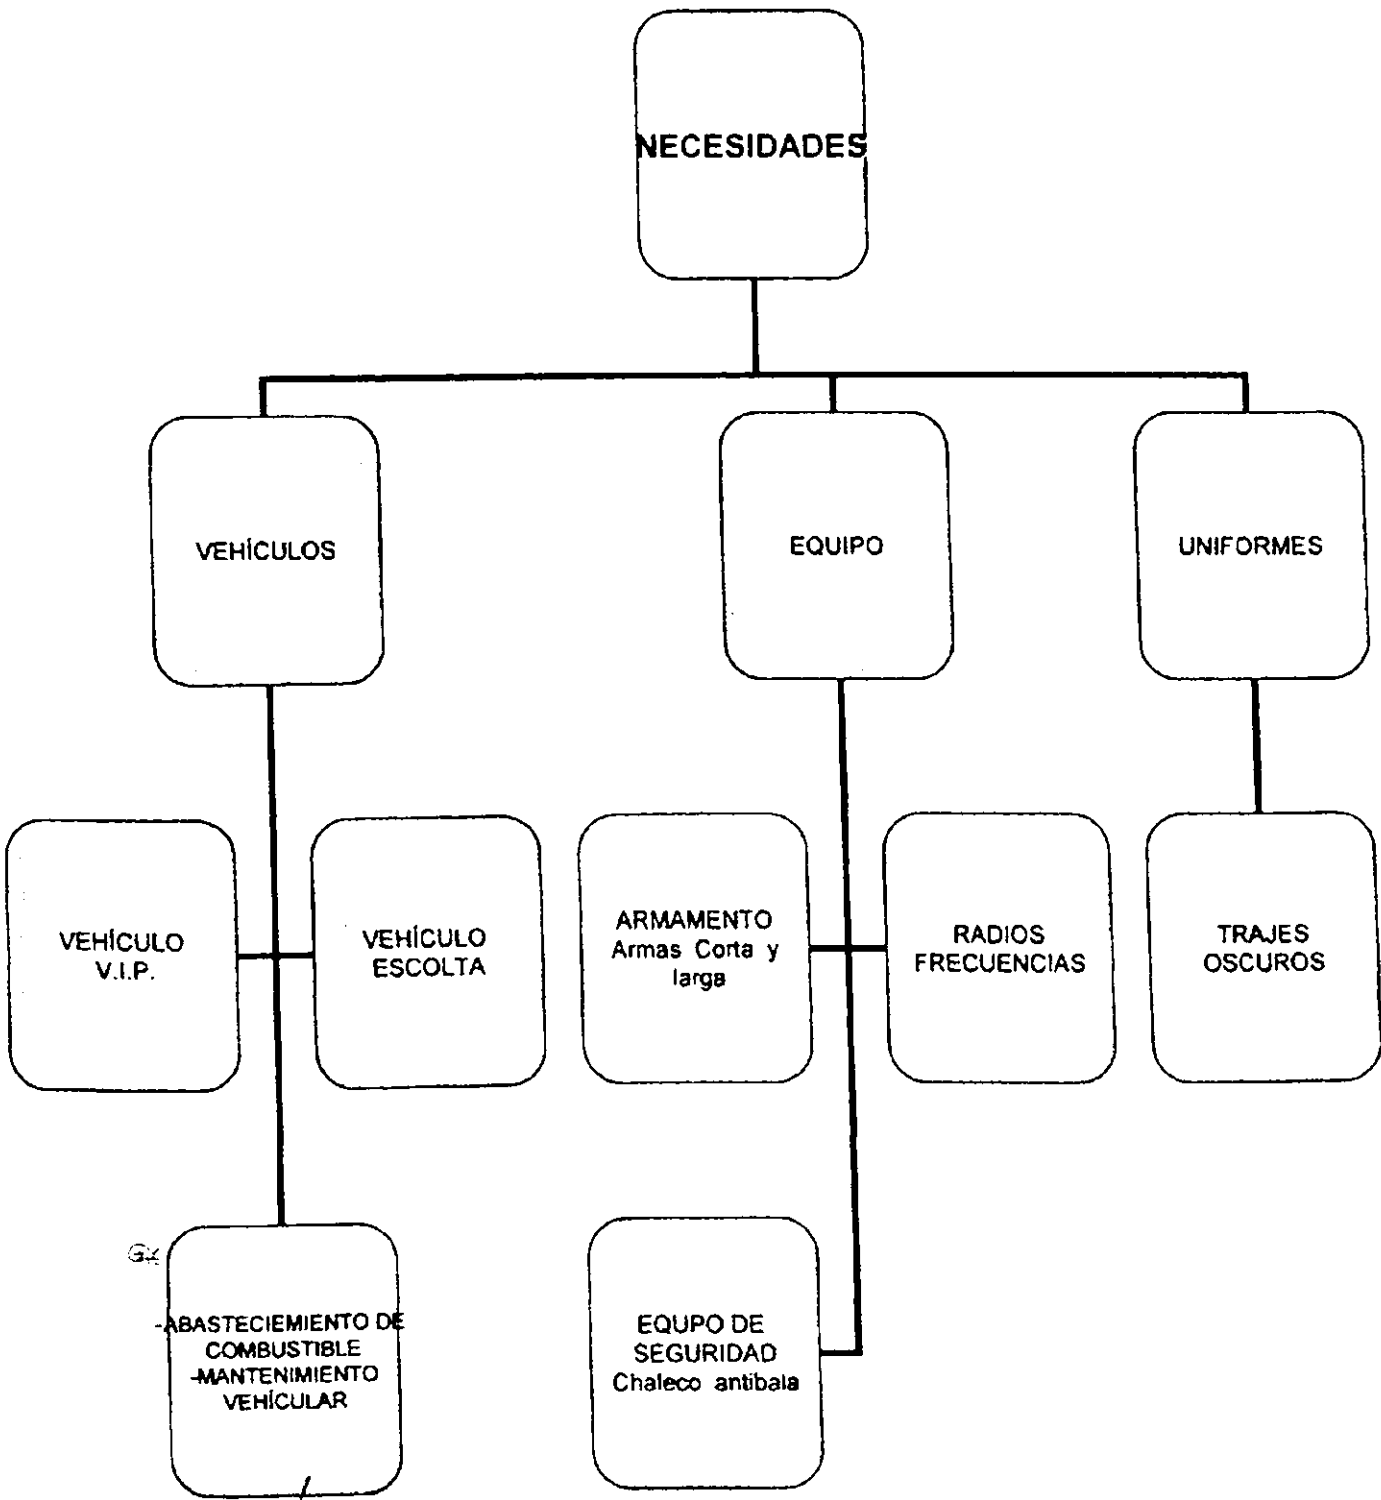 NECESIDADES
VEHÍCULOS
EQUIPO
UNIFORMES
VEHÍCULO
V.I.P.
VEHÍCULO
ESCOLTA
ARMAMENTO
Armas Corta y
larga
RADIOS
FRECUENCIAS
TRAJES
OSCUROS
-ABASTECIEMIENTO DE
COMBUSTIBLE
-MANTENIMIENTO
VEHÍCULAR
EQUPO DE
SEGURIDAD
Chaleco antibala